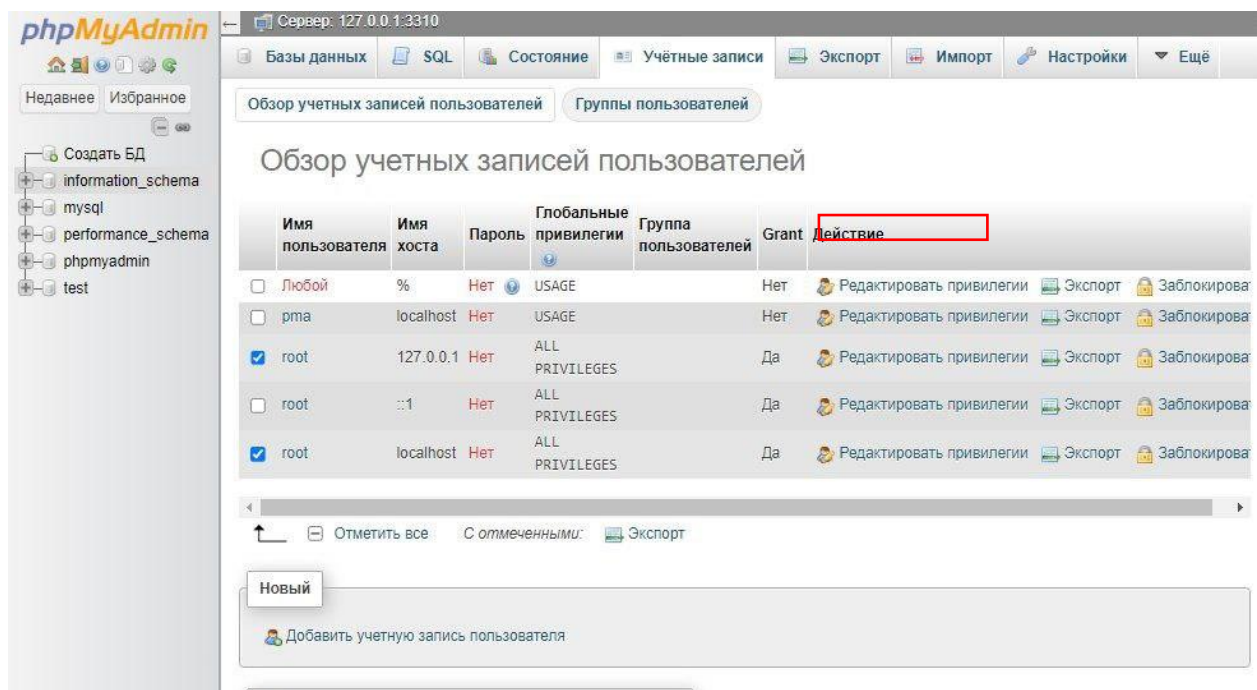 phpMyAdmin
Недавнее Избранное
Создать БД
information_schema
mysql
performance_schema
phpmyadmin
test
Сервер: 127.0.0.1:3310
Базы данных SQL Состояние Учётные записи Экспорт Импорт Настройки Ещё
Обзор учетных записей пользователей Группы пользователей
Обзор учетных записей пользователей
Имя пользователя Имя хоста Пароль Глобальные привилегии Группа пользователей Grant Действие
Любой % Нет USAGE Нет Редактировать привилегии Экспорт Заблокироват
pma localhost Нет USAGE Нет Редактировать привилегии Экспорт Заблокироват
root 127.0.0.1 Нет ALL PRIVILEGES Да Редактировать привилегии Экспорт Заблокироват
root ::1 Нет ALL PRIVILEGES Да Редактировать привилегии Экспорт Заблокироват
root localhost Нет ALL PRIVILEGES Да Редактировать привилегии Экспорт Заблокироват
Отметить все С отмеченными: Экспорт
Новый
Добавить учетную запись пользователя